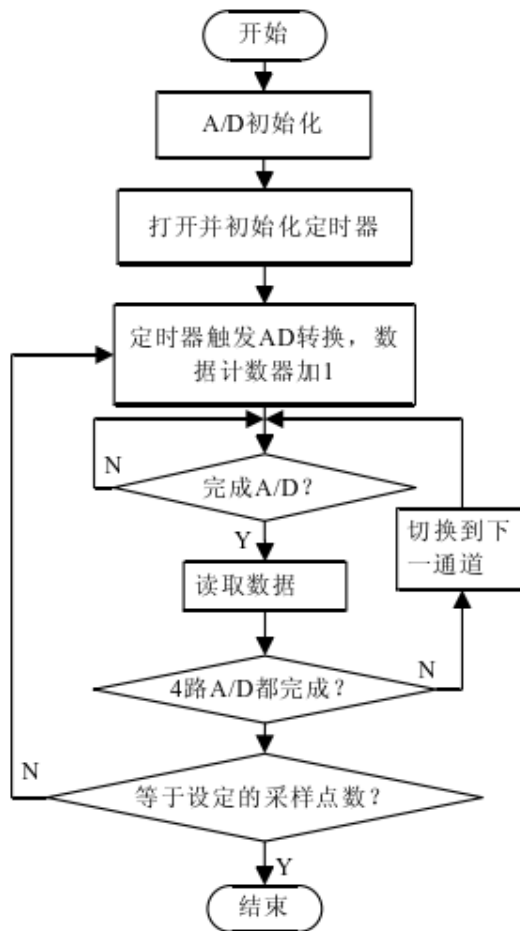 开始
A/D初始化
打开并初始化定时器
定时器触发AD转换，数
据计数器加1
N
完成A/D？
Y
切换到下
一通道
读取数据
4路A/D都完成？
N
N
等于设定的采样点数？
Y
结束